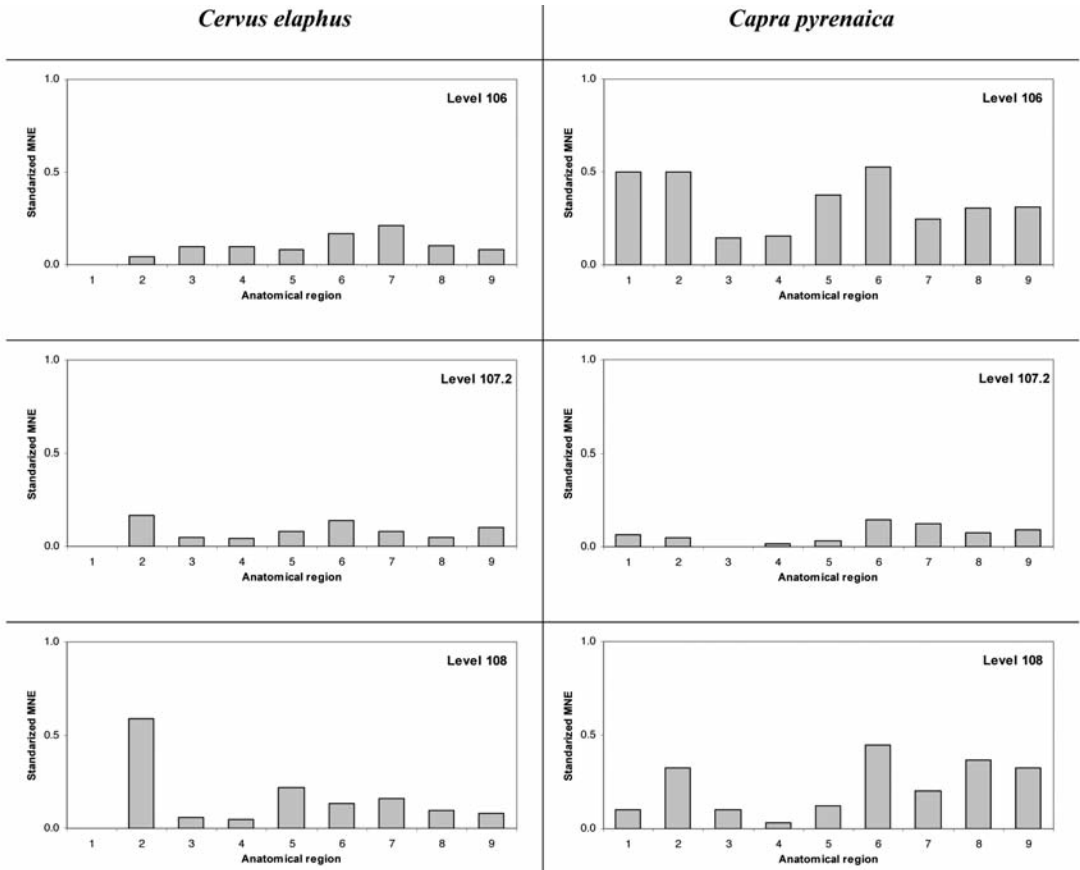 Cervus elaphus
Capra pyrenaica
Level 106
Standarized MNE
1.0
0.5
0.0
1 2 3 4 5 6 7 8 9
Anatomical region
Level 106
Standarized MNE
1.0
0.5
0.0
1 2 3 4 5 6 7 8 9
Anatomical region
Level 107.2
Standarized MNE
1.0
0.5
0.0
1 2 3 4 5 6 7 8 9
Anatomical region
Level 107.2
Standarized MNE
1.0
0.5
0.0
1 2 3 4 5 6 7 8 9
Anatomical region
Level 108
Standarized MNE
1.0
0.5
0.0
1 2 3 4 5 6 7 8 9
Anatomical region
Level 108
Standarized MNE
1.0
0.5
0.0
1 2 3 4 5 6 7 8 9
Anatomical region